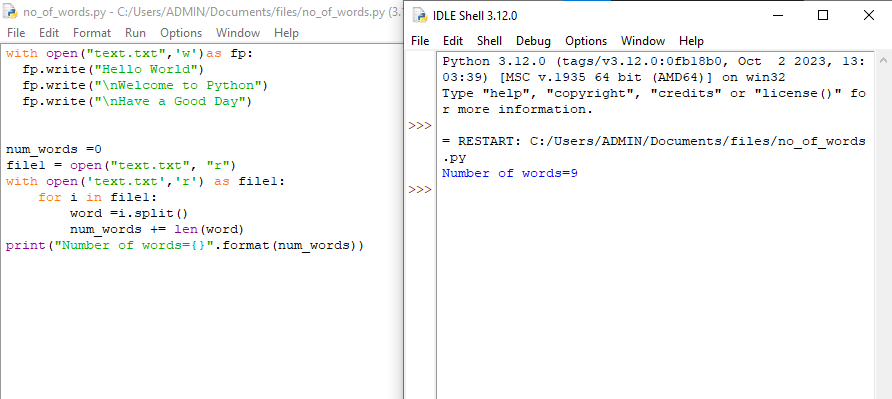 no_of_words.py - C:/Users/ADMIN/Documents/files/no_of_words.py (3.
File Edit Format Run Options Window Help
with open("text.txt",'w')as fp:
  fp.write("Hello World")
  fp.write("\nWelcome to Python")
  fp.write("\nHave a Good Day")
num_words =0
file1 = open("text.txt", "r")
with open('text.txt','r') as file1:
    for i in file1:
        word =i.split()
        num_words += len(word)
print("Number of words={}".format(num_words))
IDLE Shell 3.12.0
File Edit Shell Debug Options Window Help
Python 3.12.0 (tags/v3.12.0:0fb18b0, Oct  2 2023, 13:
03:39) [MSC v.1935 64 bit (AMD64)] on win32
Type "help", "copyright", "credits" or "license()" fo
r more information.
>>>
= RESTART: C:/Users/ADMIN/Documents/files/no_of_words
.py
Number of words=9
>>>